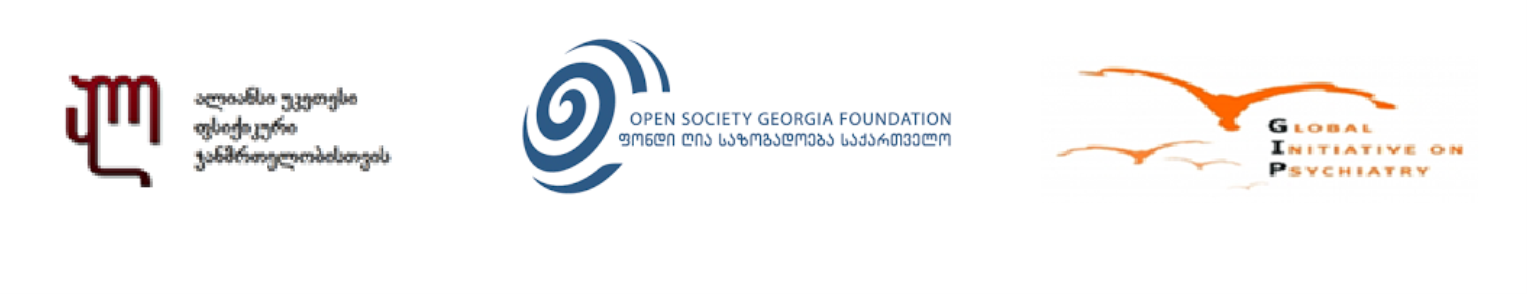 ალიანსი უკეთესი
ფსიქიკური
ჯანმრთელობისთვის
OPEN SOCIETY GEORGIA FOUNDATION
ფონდი ღია საზოგადოება საქართველო
GLOBAL
INITIATIVE ON
PSYCHIATRY